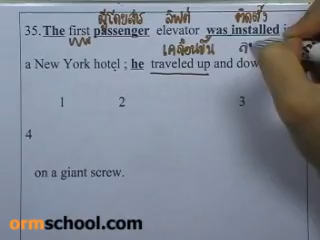 ผู้โดยสาร ลิฟต์ ติดตั้ง
35. The first passenger elevator was installed
เคลื่อนขึ้น
a New York hotel ; he traveled up and dow
1 2 3
4
on a giant screw.
ormschool.com